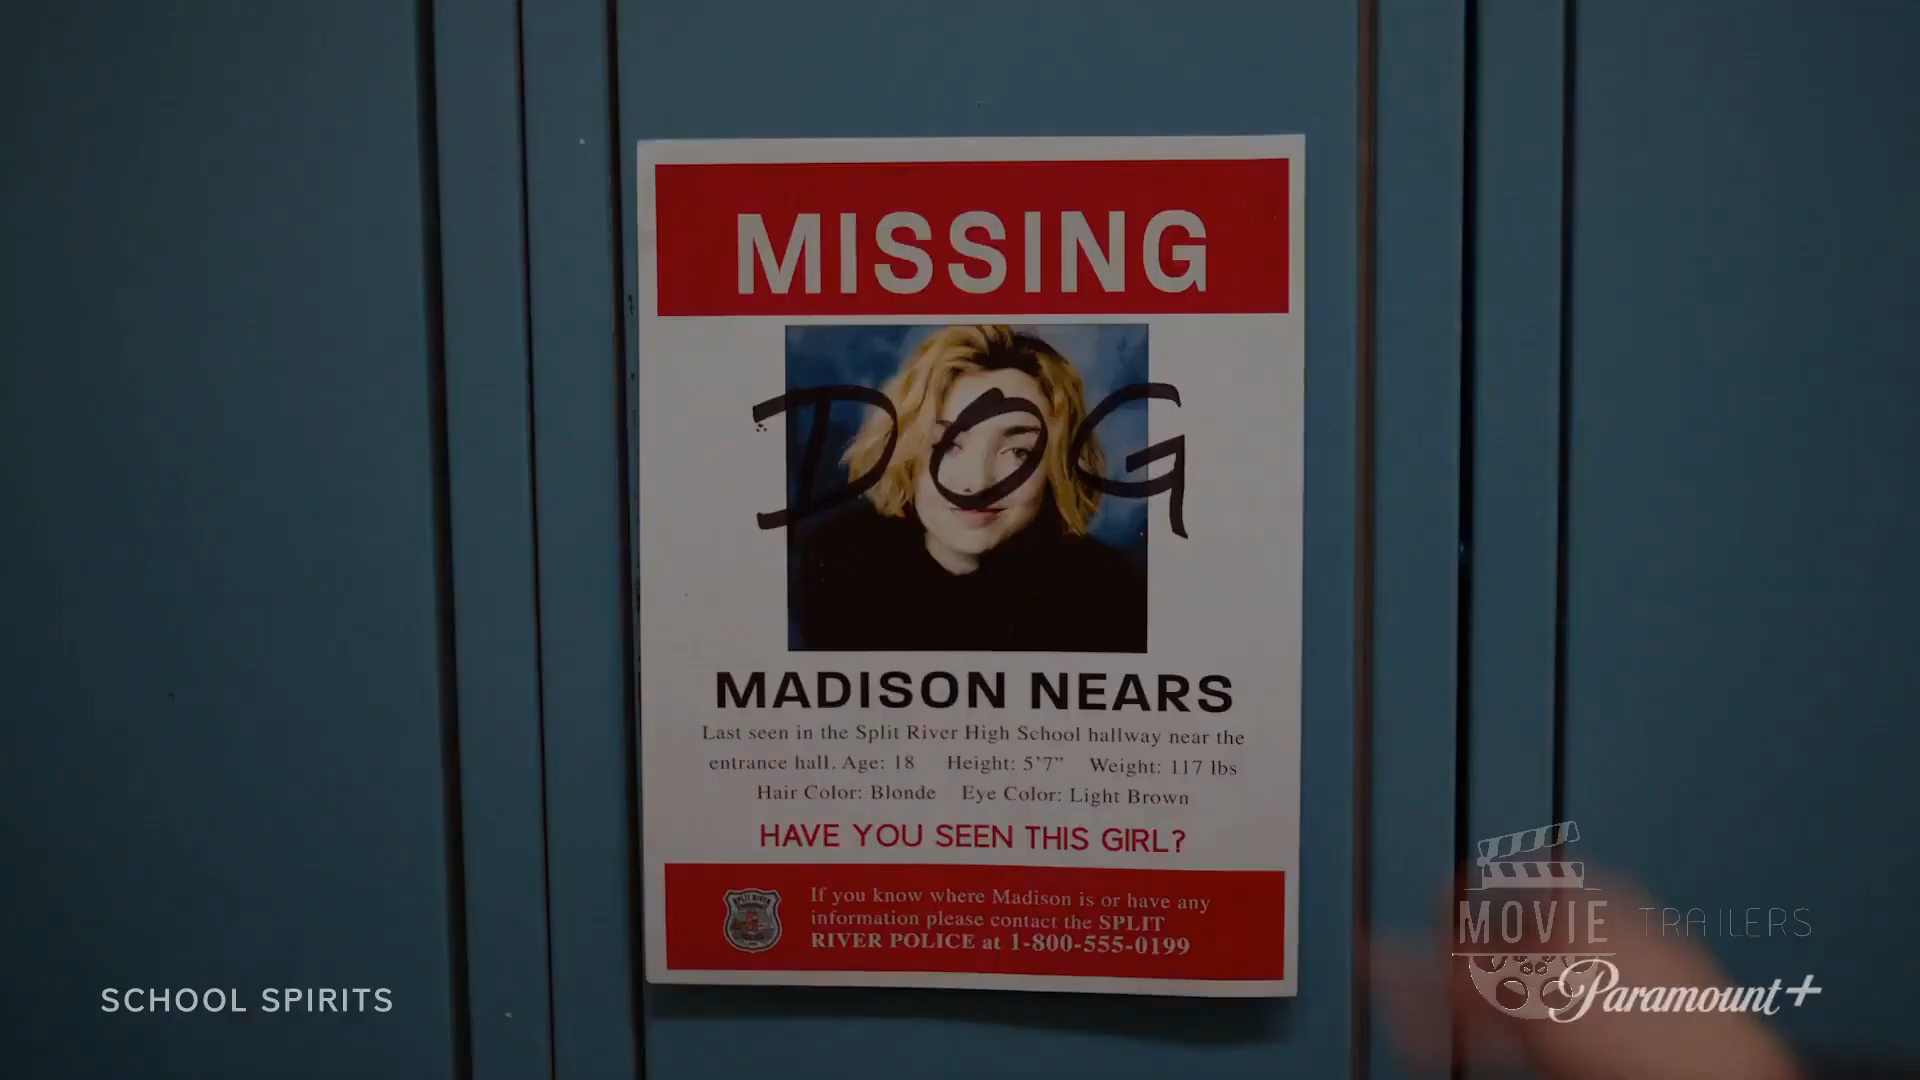 MISSING
DOG
MADISON NEARS
Last seen in the Split River High School hallway near the
entrance hall. Age: 18 Height: 5'7" Weight: 117 lbs
Hair Color: Blonde Eye Color: Light Brown
HAVE YOU SEEN THIS GIRL?
SPLIT RIVER
If you know where Madison is or have any
information please contact the SPLIT
RIVER POLICE at 1-800-555-0199
MOVIE TRAILERS
SCHOOL SPIRITS
Paramount+